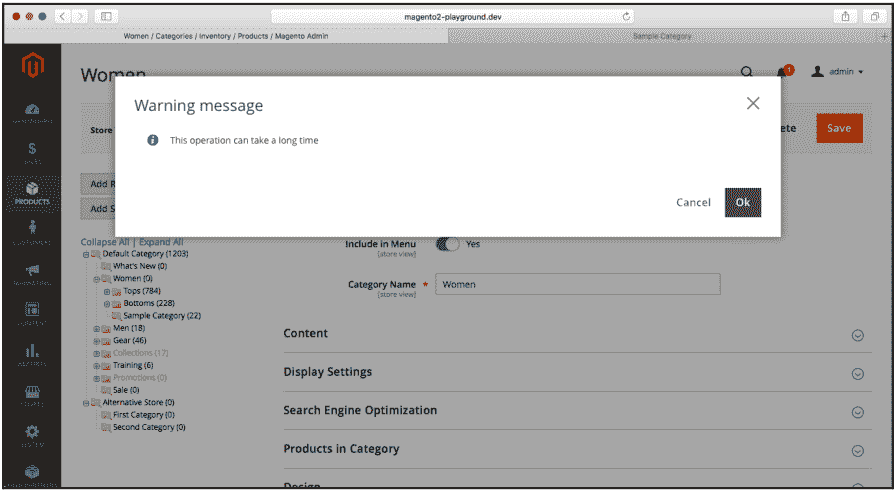 magento2-playground.dev
Women / Categories / Inventory / Products / Magento Admin
Sample Category
Women
1
admin
Warning message
This operation can take a long time
Cancel
Ok
Store
ete
Save
Add R
Add S
PRODUCTS
Collapse All | Expand All
Default Category (1203)
What's New (0)
Women (0)
Tops (784)
Bottoms (228)
Sample Category (22)
Men (18)
Gear (46)
Collections (17)
Training (6)
Promotions (0)
Sale (0)
Alternative Store (0)
First Category (0)
Second Category (0)
Include in Menu
[store view]
Yes
Category Name *
[store view]
Women
Content
Display Settings
Search Engine Optimization
Products in Category
Design